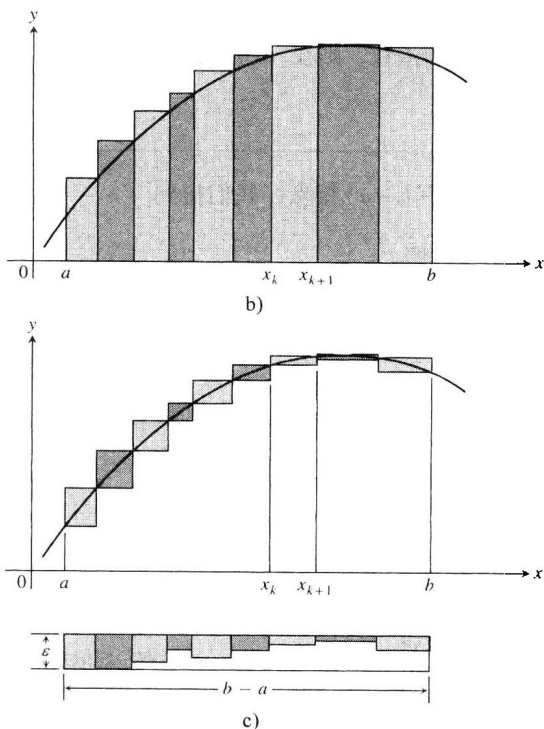 y
0 a x_k x_{k+1} b x
b)
y
0 a x_k x_{k+1} b x
ε
b − a
c)